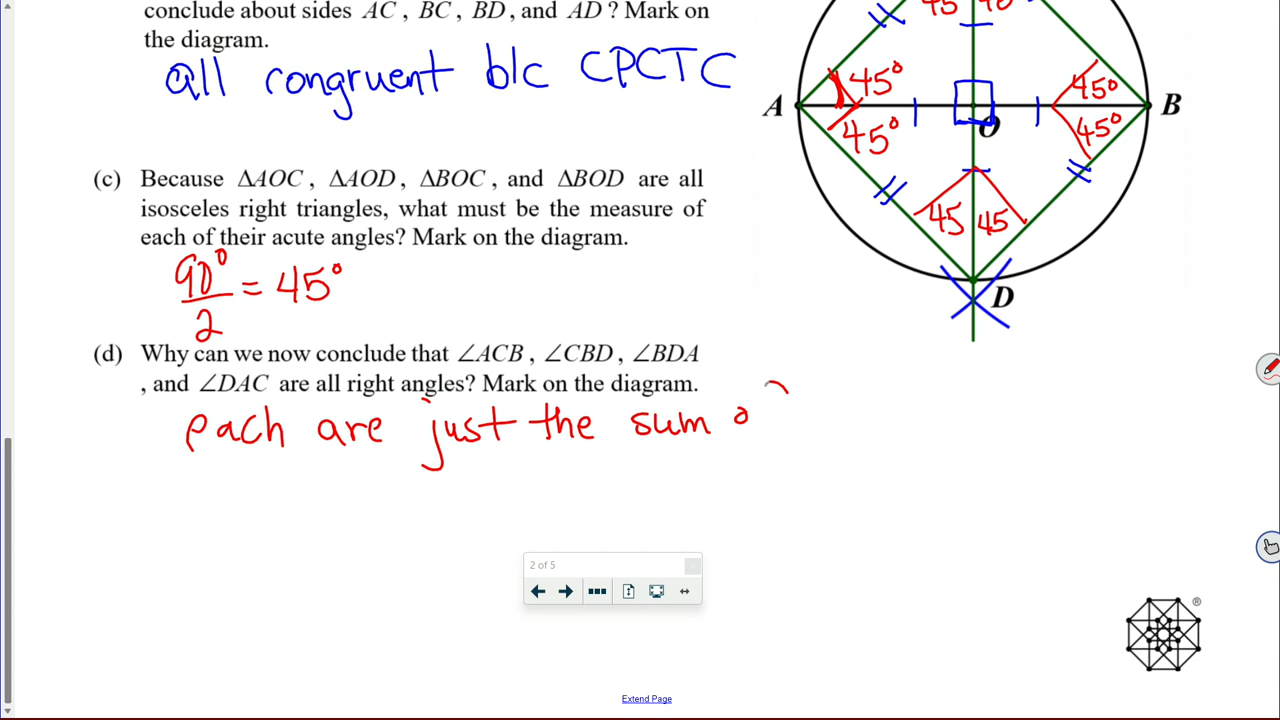 conclude about sides AC , BC , BD, and AD ? Mark on
the diagram.
all congruent b/c CPCTC
(c) Because ΔAOC , ΔAOD, ΔBOC , and ΔBOD are all
isosceles right triangles, what must be the measure of
each of their acute angles? Mark on the diagram.
90°/2 = 45°
(d) Why can we now conclude that ∠ACB , ∠CBD, ∠BDA
, and ∠DAC are all right angles? Mark on the diagram.
each are just the sum o
45
45°
45°
A
B
O
45°
45°
45 45
D
2 of 5
®
Extend Page